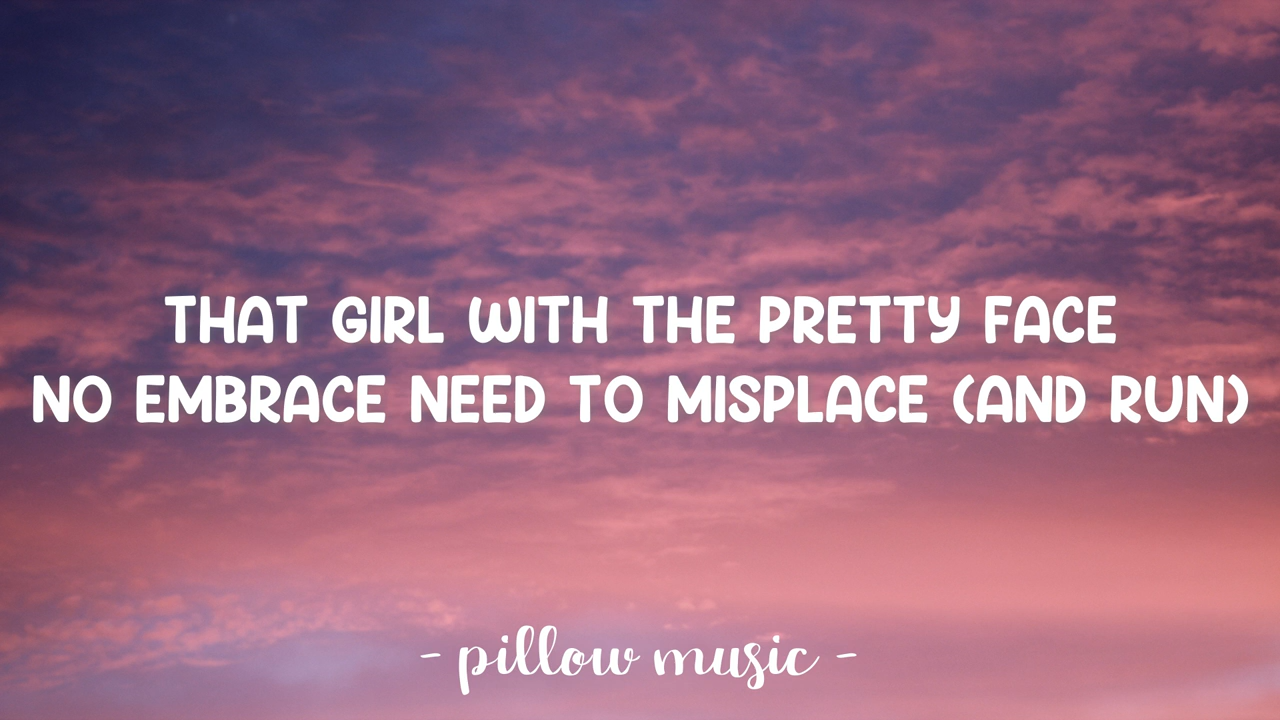 THAT GIRL WITH THE PRETTY FACE
NO EMBRACE NEED TO MISPLACE (AND RUN)
- pillow music -